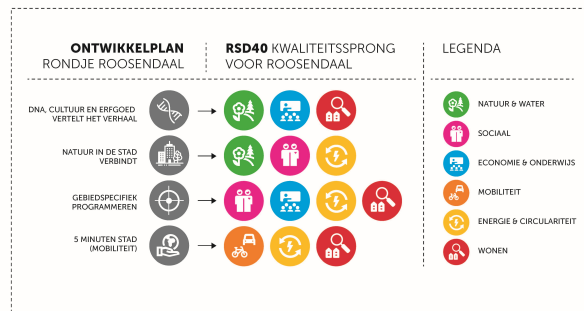 ONTWIKKELPLAN
RONDJE ROOSENDAAL
RSD40 KWALITEITSSPRONG
VOOR ROOSENDAAL
LEGENDA
DNA, CULTUUR EN ERFGOED
VERTELT HET VERHAAL
NATUUR IN DE STAD
VERBINDT
GEBIEDSPECIFIEK
PROGRAMMEREN
5 MINUTEN STAD
(MOBILITEIT)
NATUUR & WATER
SOCIAAL
ECONOMIE & ONDERWIJS
MOBILITEIT
ENERGIE & CIRCULARITEIT
WONEN